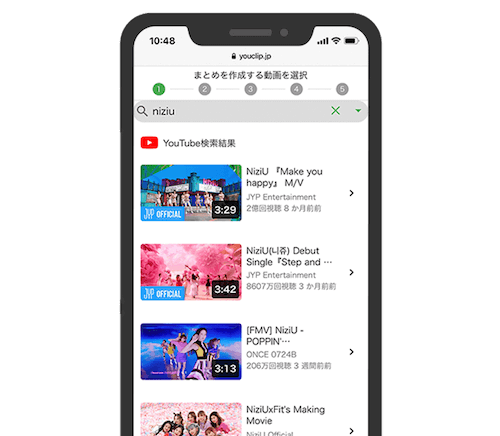 10:48
youclip.jp
まとめを作成する動画を選択
1 2 3 4 5
niziu
YouTube検索結果
NiziU 『Make you
happy』 M/V
JYP Entertainment
2億回視聴 8 か月前前
JYP OFFICIAL
3:29
NiziU(니쥬) Debut
Single『Step and ...
JYP Entertainment
8607万回視聴 3 か月前前
JYP OFFICIAL
3:42
[FMV] NiziU -
POPPIN'...
ONCE 0724B
206万回視聴 3 週間前前
3:13
NiziUxFit's Making
Movie
NiziU Official